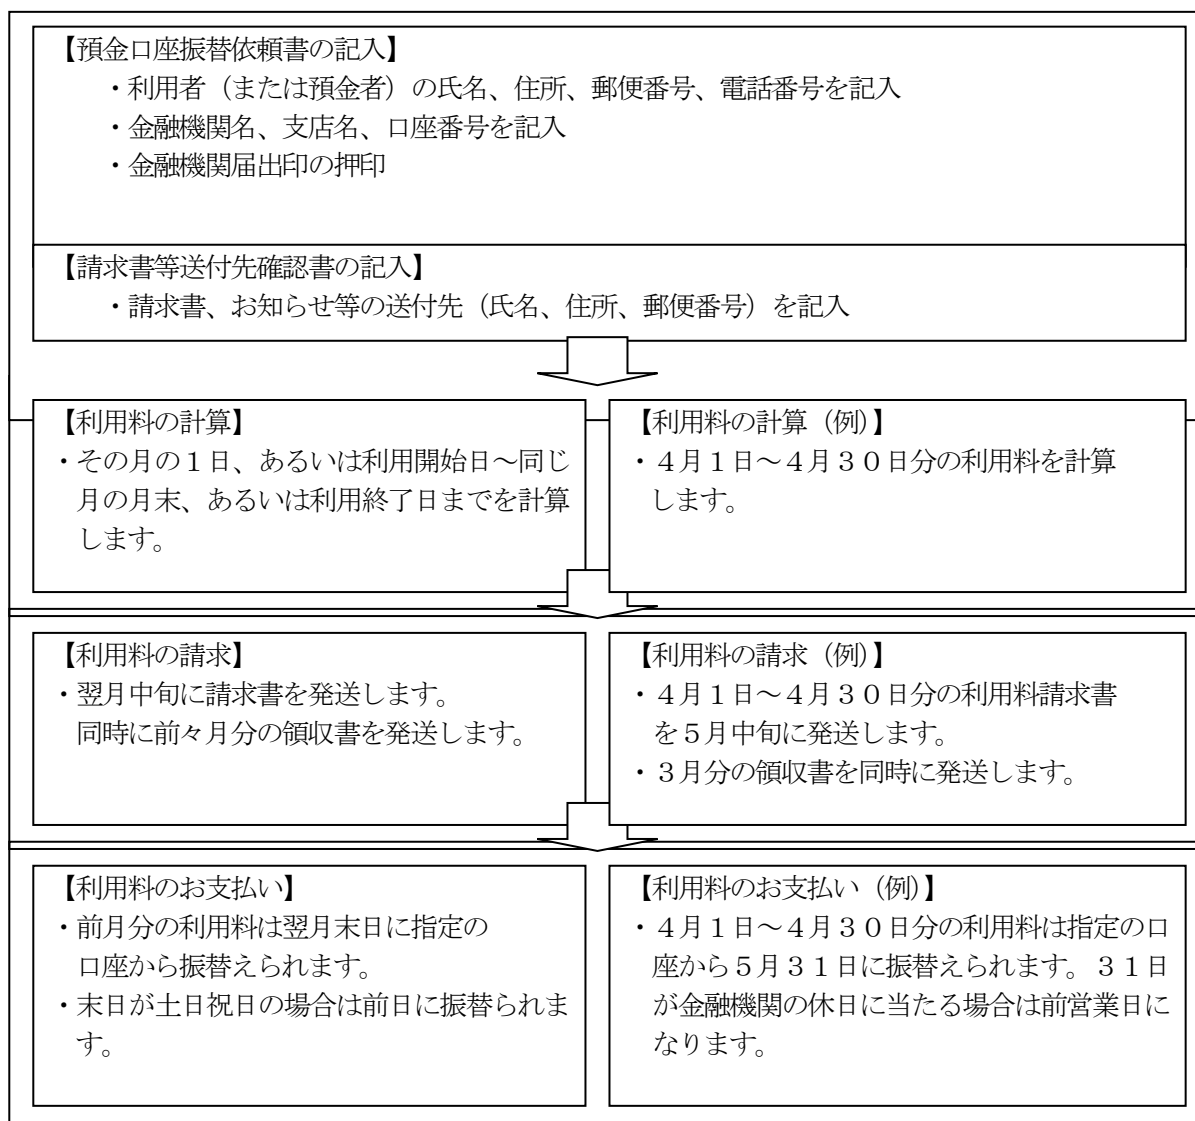 【預金口座振替依頼書の記入】
・利用者（または預金者）の氏名、住所、郵便番号、電話番号を記入
・金融機関名、支店名、口座番号を記入
・金融機関届出印の押印
【請求書等送付先確認書の記入】
・請求書、お知らせ等の送付先（氏名、住所、郵便番号）を記入
【利用料の計算】
・その月の１日、あるいは利用開始日～同じ
月の月末、あるいは利用終了日までを計算
します。
【利用料の計算（例）】
・４月１日～４月３０日分の利用料を計算
します。
【利用料の請求】
・翌月中旬に請求書を発送します。
同時に前々月分の領収書を発送します。
【利用料の請求（例）】
・４月１日～４月３０日分の利用料請求書
を５月中旬に発送します。
・３月分の領収書を同時に発送します。
【利用料のお支払い】
・前月分の利用料は翌月末日に指定の
口座から振替えられます。
・末日が土日祝日の場合は前日に振替られま
す。
【利用料のお支払い（例）】
・４月１日～４月３０日分の利用料は指定の口
座から５月３１日に振替えられます。３１日
が金融機関の休日に当たる場合は前営業日に
なります。